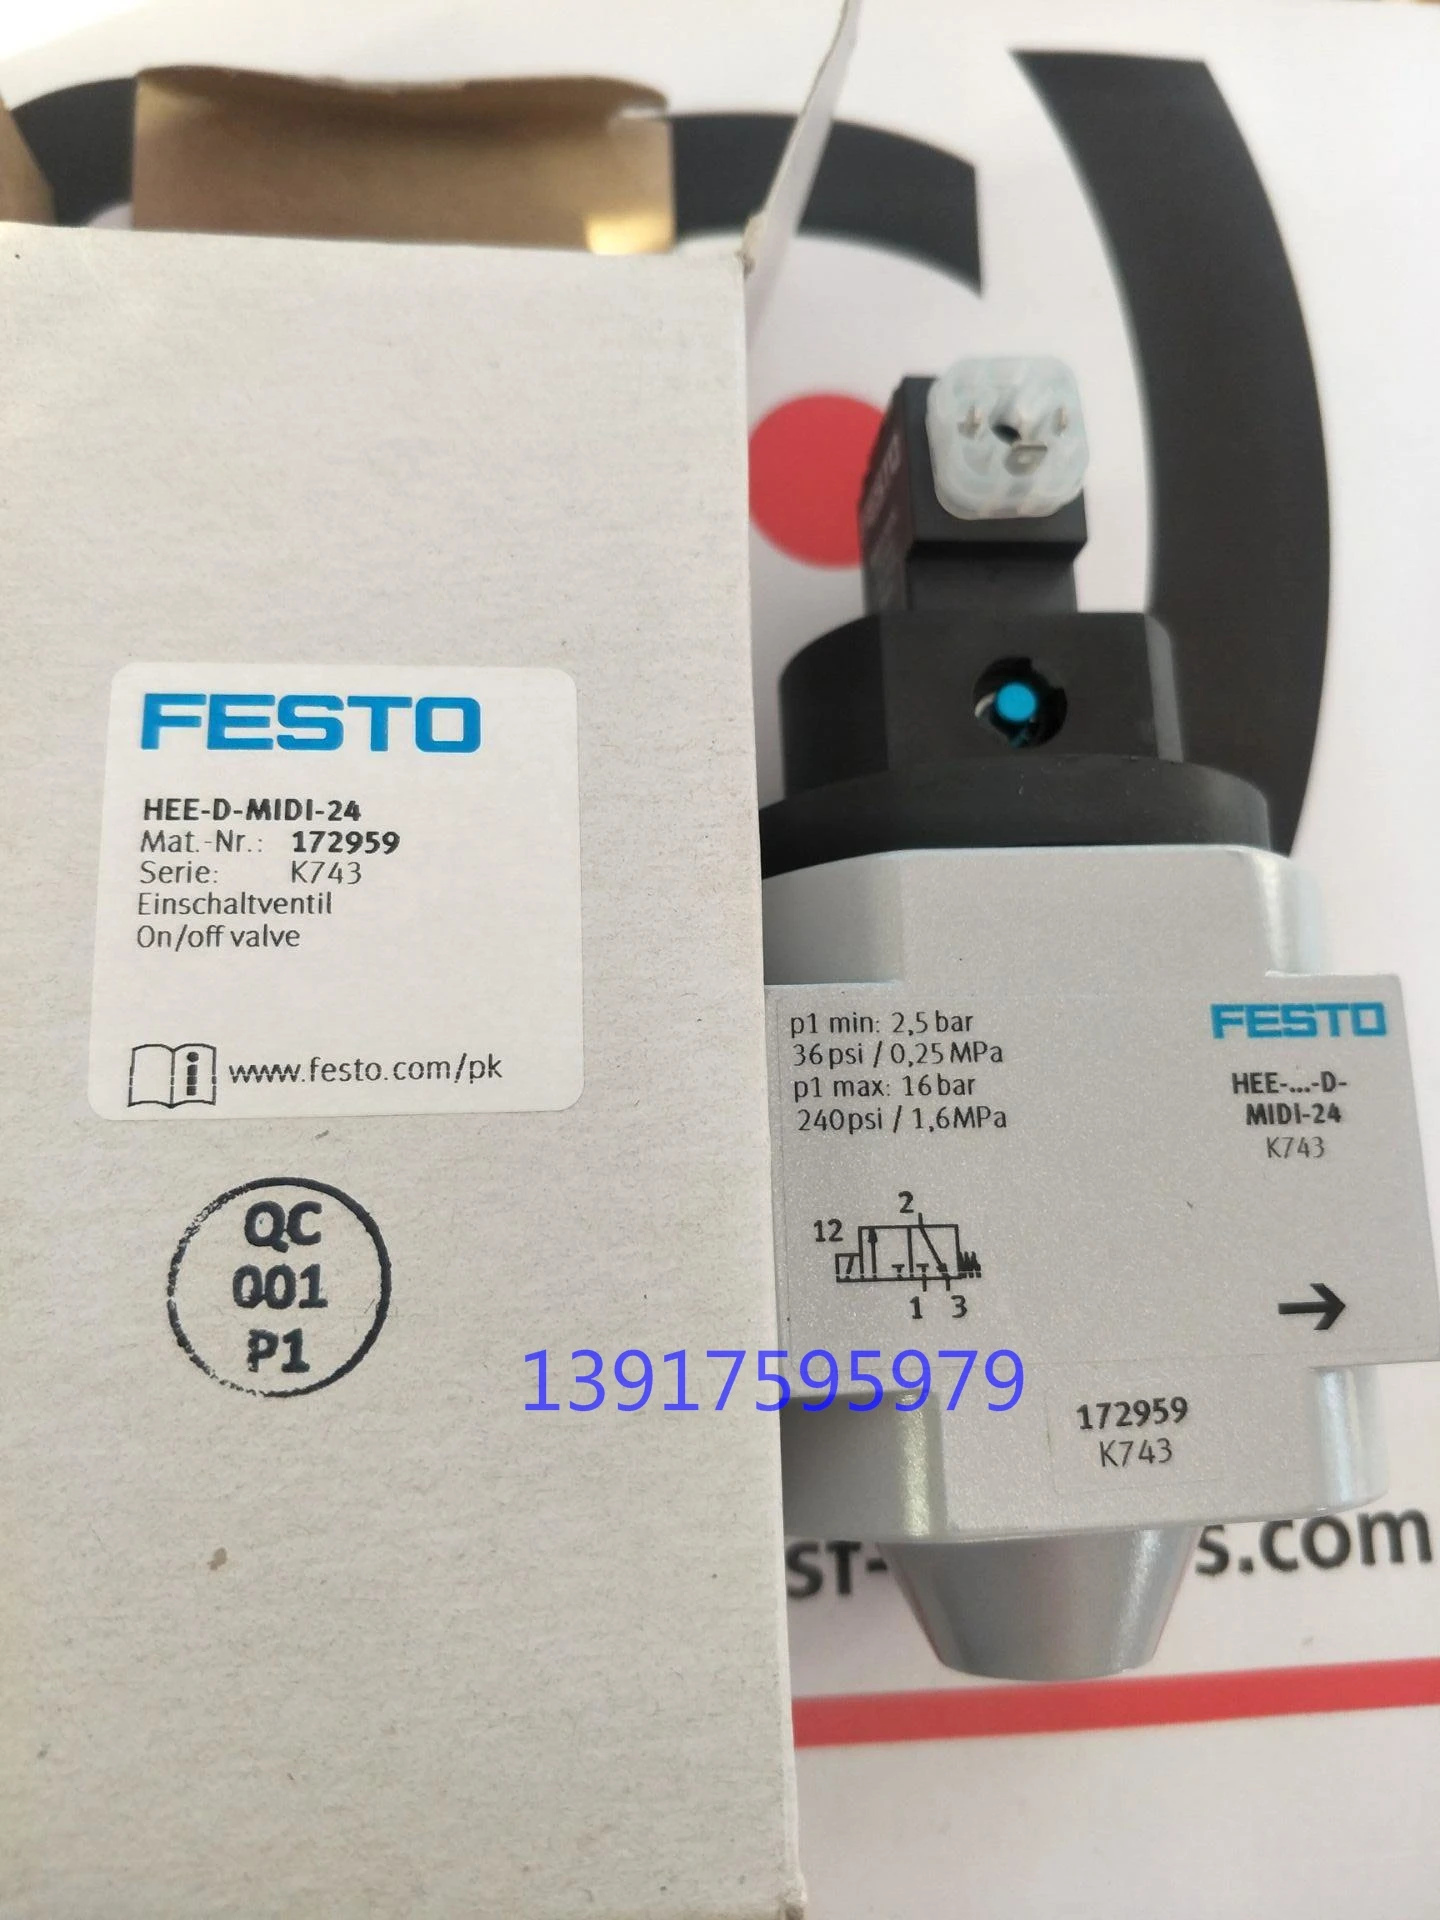 FESTO
HEE-D-MIDI-24
Mat.-Nr.: 172959
Serie: K743
Einschaltventil
On/off valve
www.festo.com/pk
QC
001
P1
13917595979
p1 min: 2,5 bar
36 psi / 0,25 MPa
p1 max: 16 bar
240 psi / 1,6 MPa
FESTO
HEE-...-D-
MIDI-24
K743
2
12
1 3
172959
K743
s.com